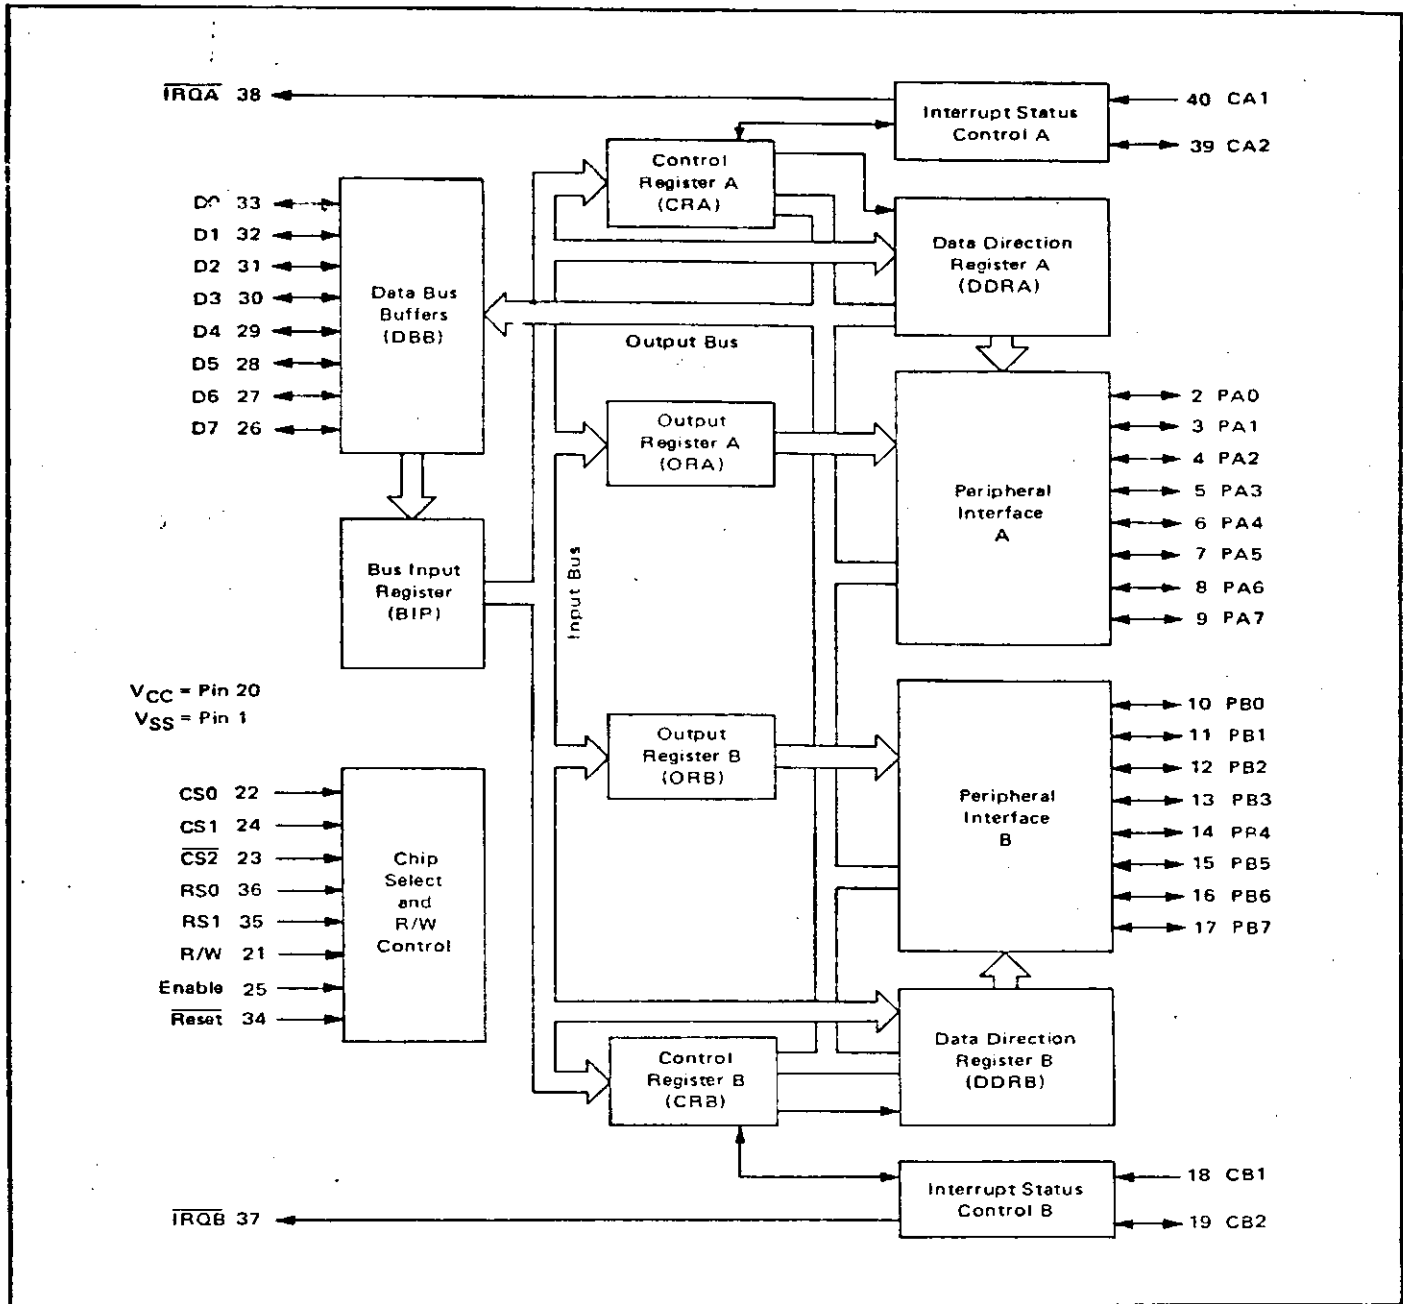 IRQA 38
40 CA1
Interrupt Status
Control A
39 CA2
Control
Register A
(CRA)
D0 33
D1 32
D2 31
D3 30
D4 29
D5 28
D6 27
D7 26
Data Bus
Buffers
(DBB)
Data Direction
Register A
(DDRA)
Output Bus
Output
Register A
(ORA)
Peripheral
Interface
A
2 PA0
3 PA1
4 PA2
5 PA3
6 PA4
7 PA5
8 PA6
9 PA7
Bus Input
Register
(BIR)
Input Bus
VCC = Pin 20
VSS = Pin 1
Output
Register B
(ORB)
Peripheral
Interface
B
10 PB0
11 PB1
12 PB2
13 PB3
14 PB4
15 PB5
16 PB6
17 PB7
CS0 22
CS1 24
CS2 23
RS0 36
RS1 35
R/W 21
Enable 25
Reset 34
Chip
Select
and
R/W
Control
Control
Register B
(CRB)
Data Direction
Register B
(DDRB)
Interrupt Status
Control B
18 CB1
19 CB2
IRQB 37